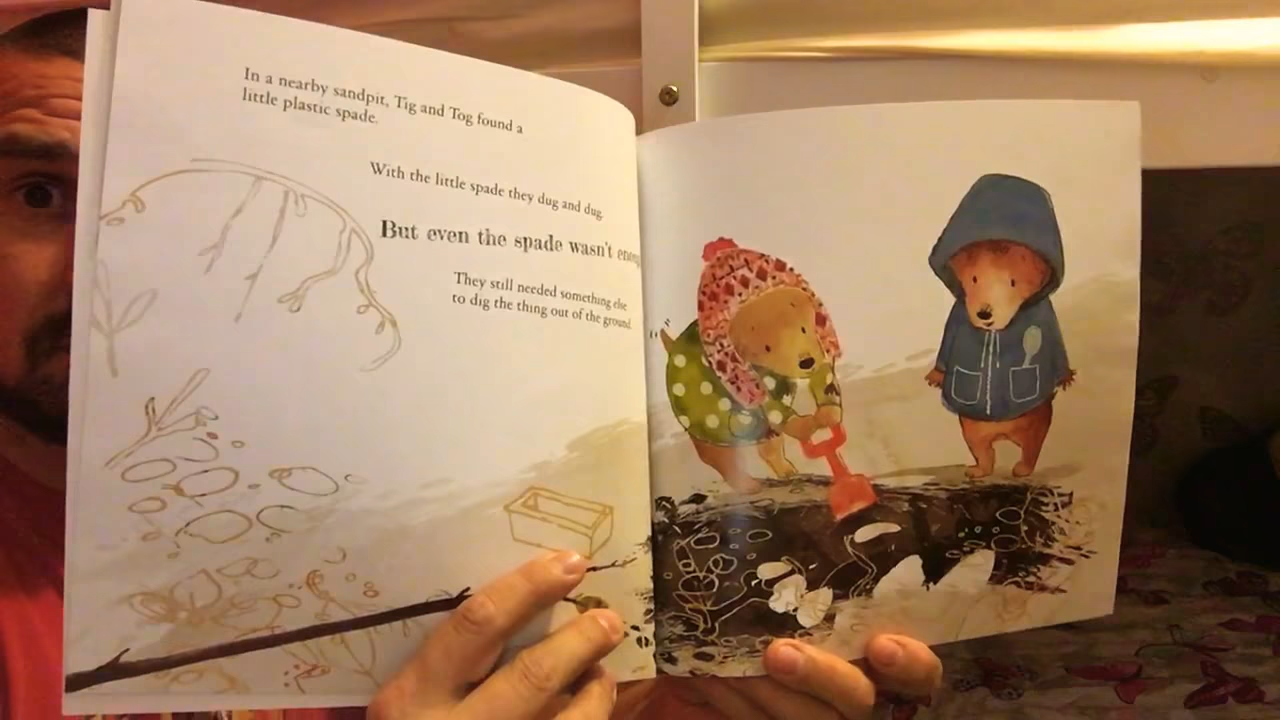 In a nearby sandpit, Tig and Tog found a
little plastic spade.
With the little spade they dug and dug.
But even the spade wasn't
They still needed something else
to dig the thing out of the ground.